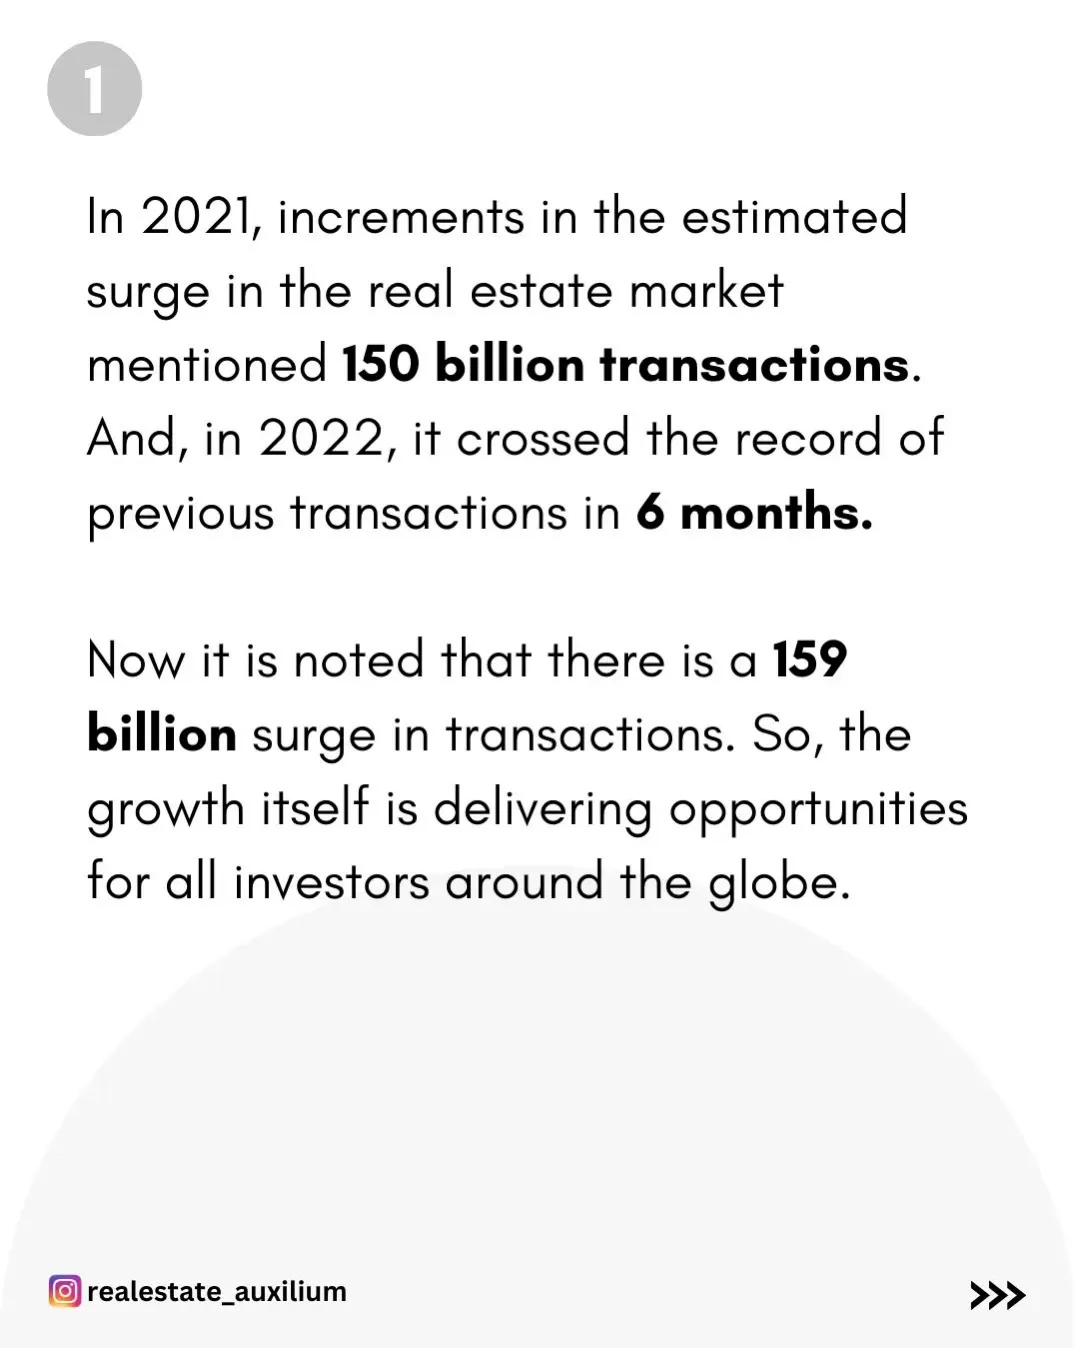 1
In 2021, increments in the estimated
surge in the real estate market
mentioned 150 billion transactions.
And, in 2022, it crossed the record of
previous transactions in 6 months.
Now it is noted that there is a 159
billion surge in transactions. So, the
growth itself is delivering opportunities
for all investors around the globe.
realestate_auxilium